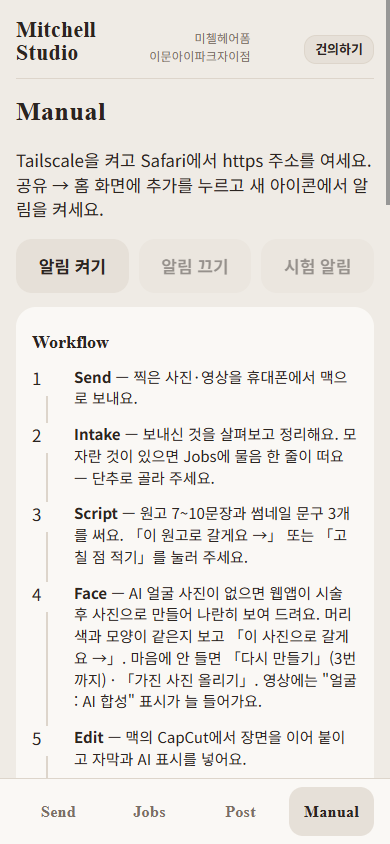 Mitchell
Studio
미첼헤어폼
이문아이파크자이점
건의하기
Manual
Tailscale을 켜고 Safari에서 https 주소를 여세요.
공유 → 홈 화면에 추가를 누르고 새 아이콘에서 알
림을 켜세요.
알림 켜기
알림 끄기
시험 알림
Workflow
1 Send — 찍은 사진·영상을 휴대폰에서 맥으
로 보내요.
2 Intake — 보내신 것을 살펴보고 정리해요. 모
자란 것이 있으면 Jobs에 물음 한 줄이 떠요
— 단추로 골라 주세요.
3 Script — 원고 7~10문장과 썸네일 문구 3개
를 써요. 「이 원고로 갈게요 →」 또는 「고
칠 점 적기」를 눌러 주세요.
4 Face — AI 얼굴 사진이 없으면 웹앱이 시술
후 사진으로 만들어 나란히 보여 드려요. 머리
색과 모양이 같은지 보고 「이 사진으로 갈게
요 →」. 마음에 안 들면 「다시 만들기」(3번
까지) · 「가진 사진 올리기」. 영상에는 "얼굴
: AI 합성" 표시가 늘 들어가요.
5 Edit — 맥의 CapCut에서 장면을 이어 붙이
고 자막과 AI 표시를 넣어요.
Send
Jobs
Post
Manual